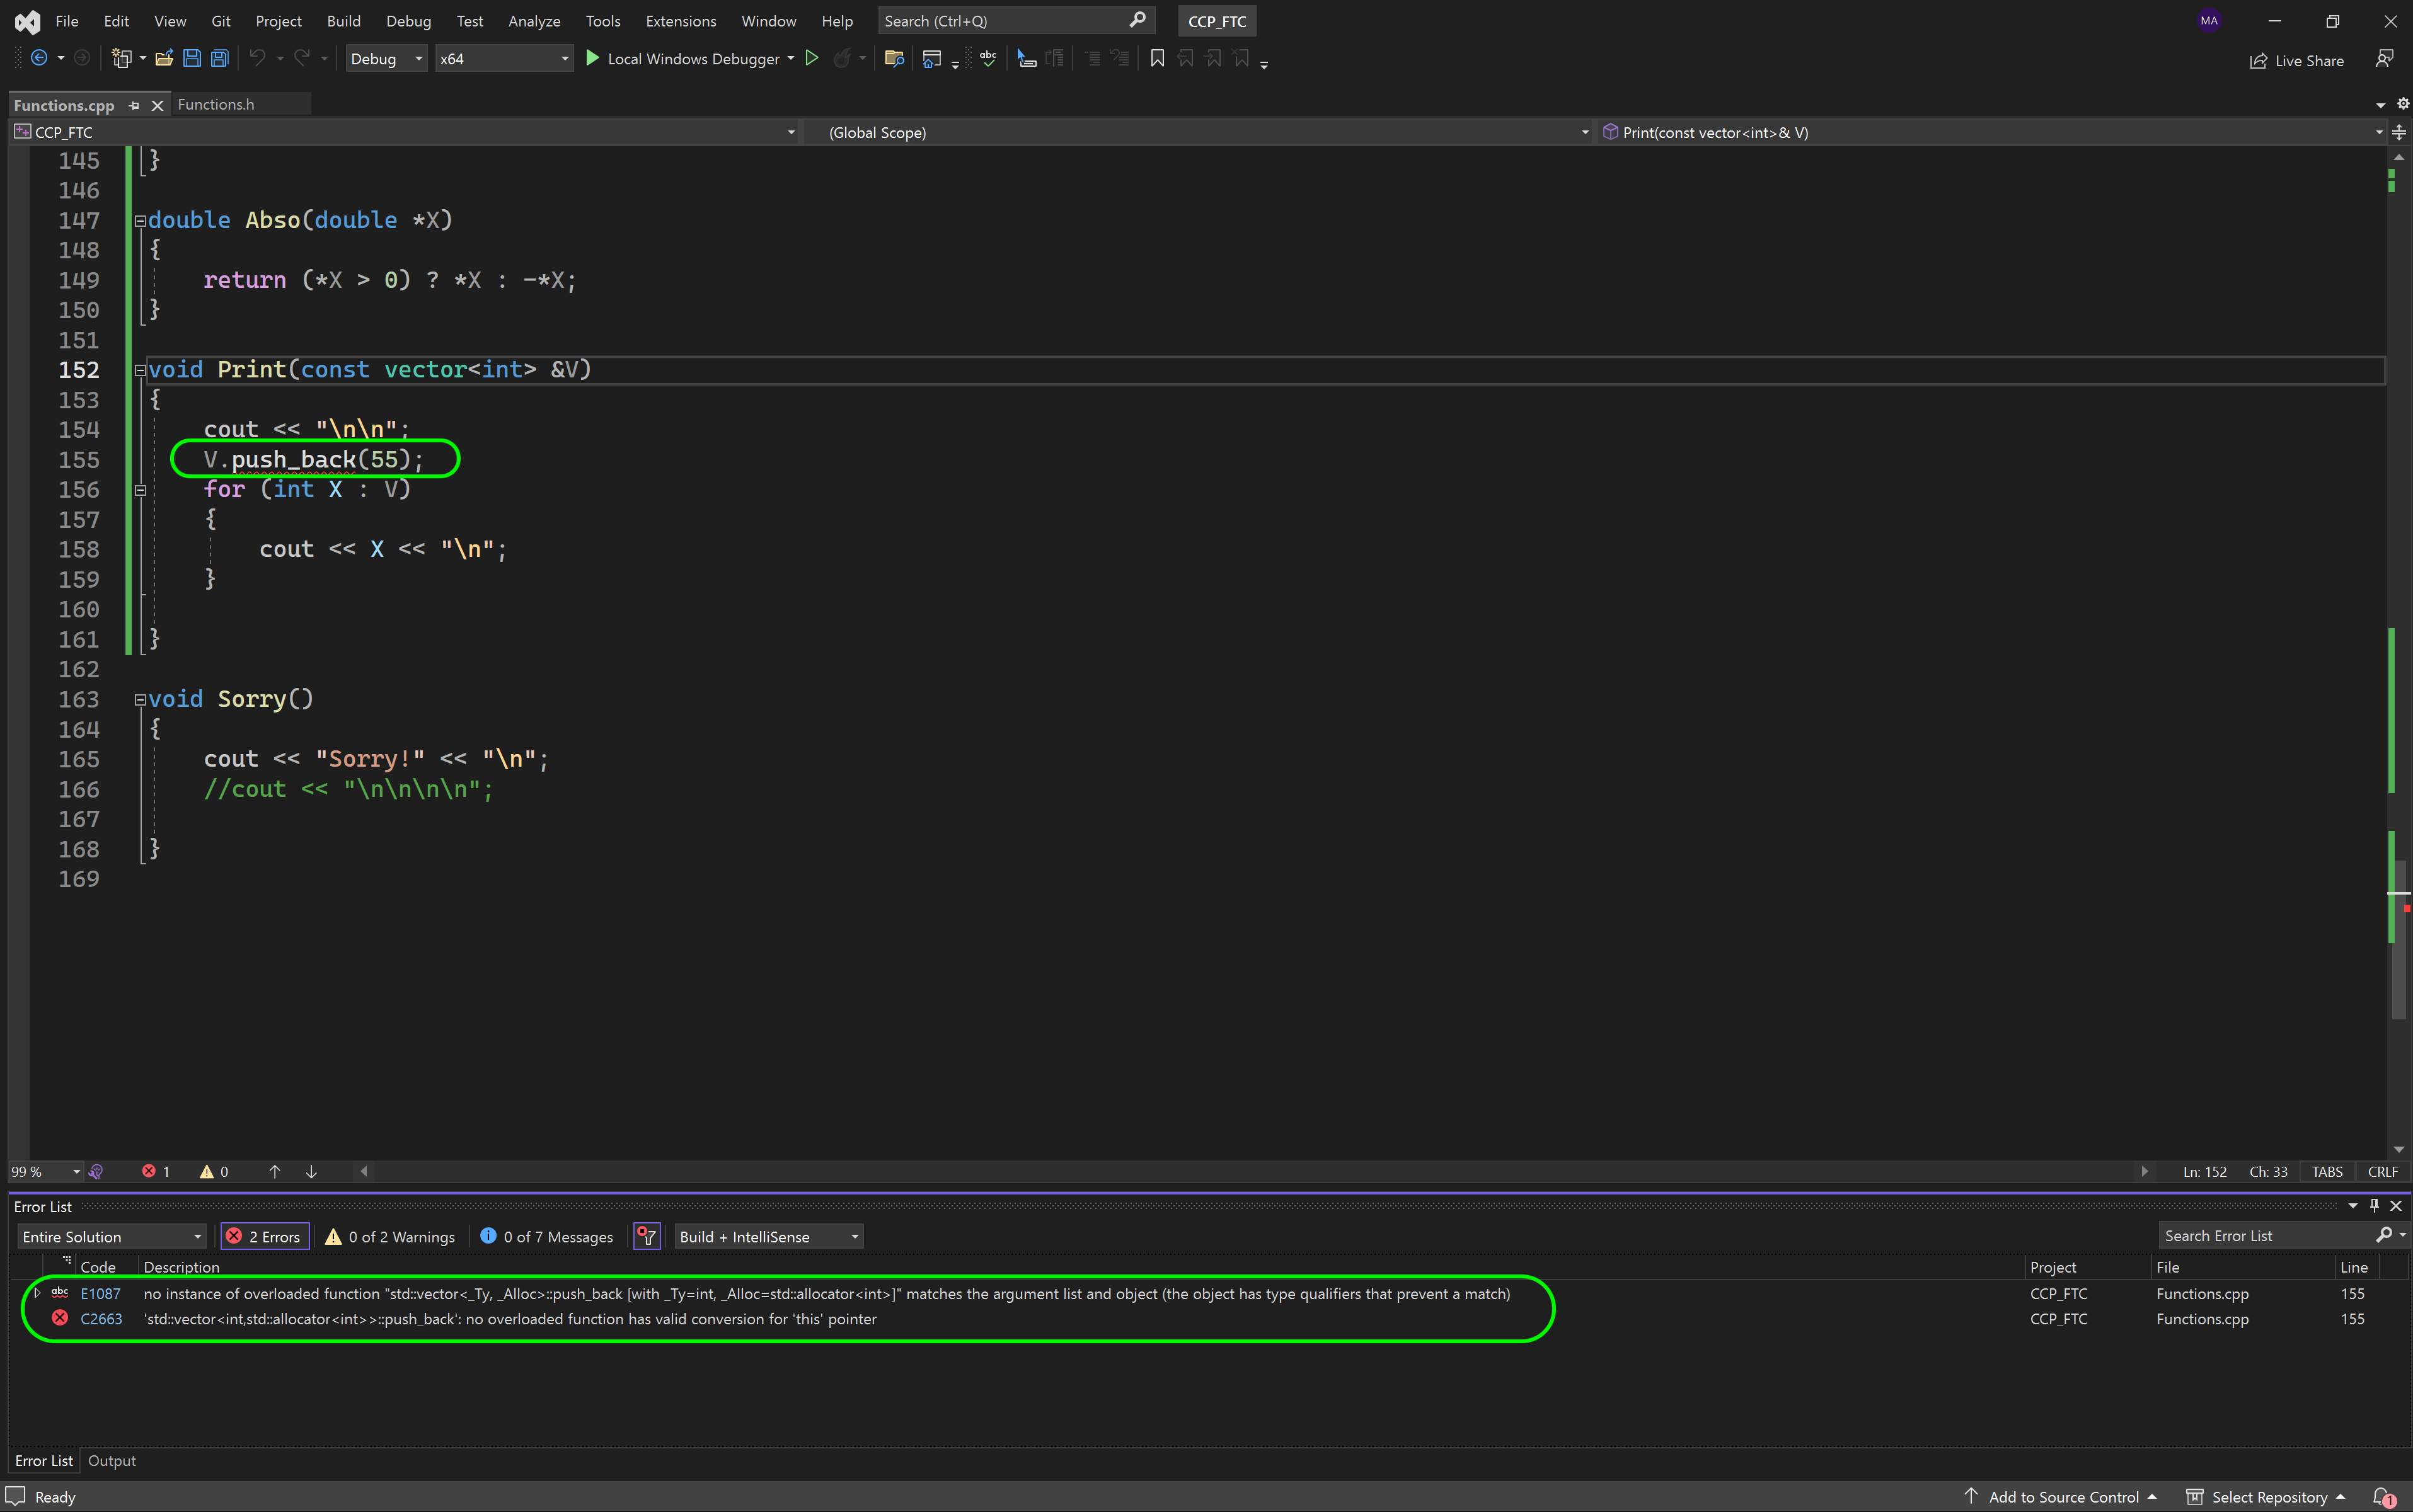 File Edit View Git Project Build Debug Test Analyze Tools Extensions Window Help Search (Ctrl+Q) CCP_FTC MA
Debug x64 Local Windows Debugger Live Share
Functions.cpp Functions.h
CCP_FTC (Global Scope) Print(const vector<int>& V)
145 }
146
147 double Abso(double *X)
148 {
149 return (*X > 0) ? *X : -*X;
150 }
151
152 void Print(const vector<int> &V)
153 {
154 cout << "\n\n";
155 V.push_back(55);
156 for (int X : V)
157 {
158 cout << X << "\n";
159 }
160
161 }
162
163 void Sorry()
164 {
165 cout << "Sorry!" << "\n";
166 //cout << "\n\n\n\n";
167
168 }
169
99 % 1 0 Ln: 152 Ch: 33 TABS CRLF
Error List
Entire Solution 2 Errors 0 of 2 Warnings 0 of 7 Messages Build + IntelliSense Search Error List
Code Description Project File Line
abc E1087 no instance of overloaded function "std::vector<_Ty, _Alloc>::push_back [with _Ty=int, _Alloc=std::allocator<int>]" matches the argument list and object (the object has type qualifiers that prevent a match) CCP_FTC Functions.cpp 155
C2663 'std::vector<int,std::allocator<int>>::push_back': no overloaded function has valid conversion for 'this' pointer CCP_FTC Functions.cpp 155
Error List Output
Ready Add to Source Control Select Repository 1